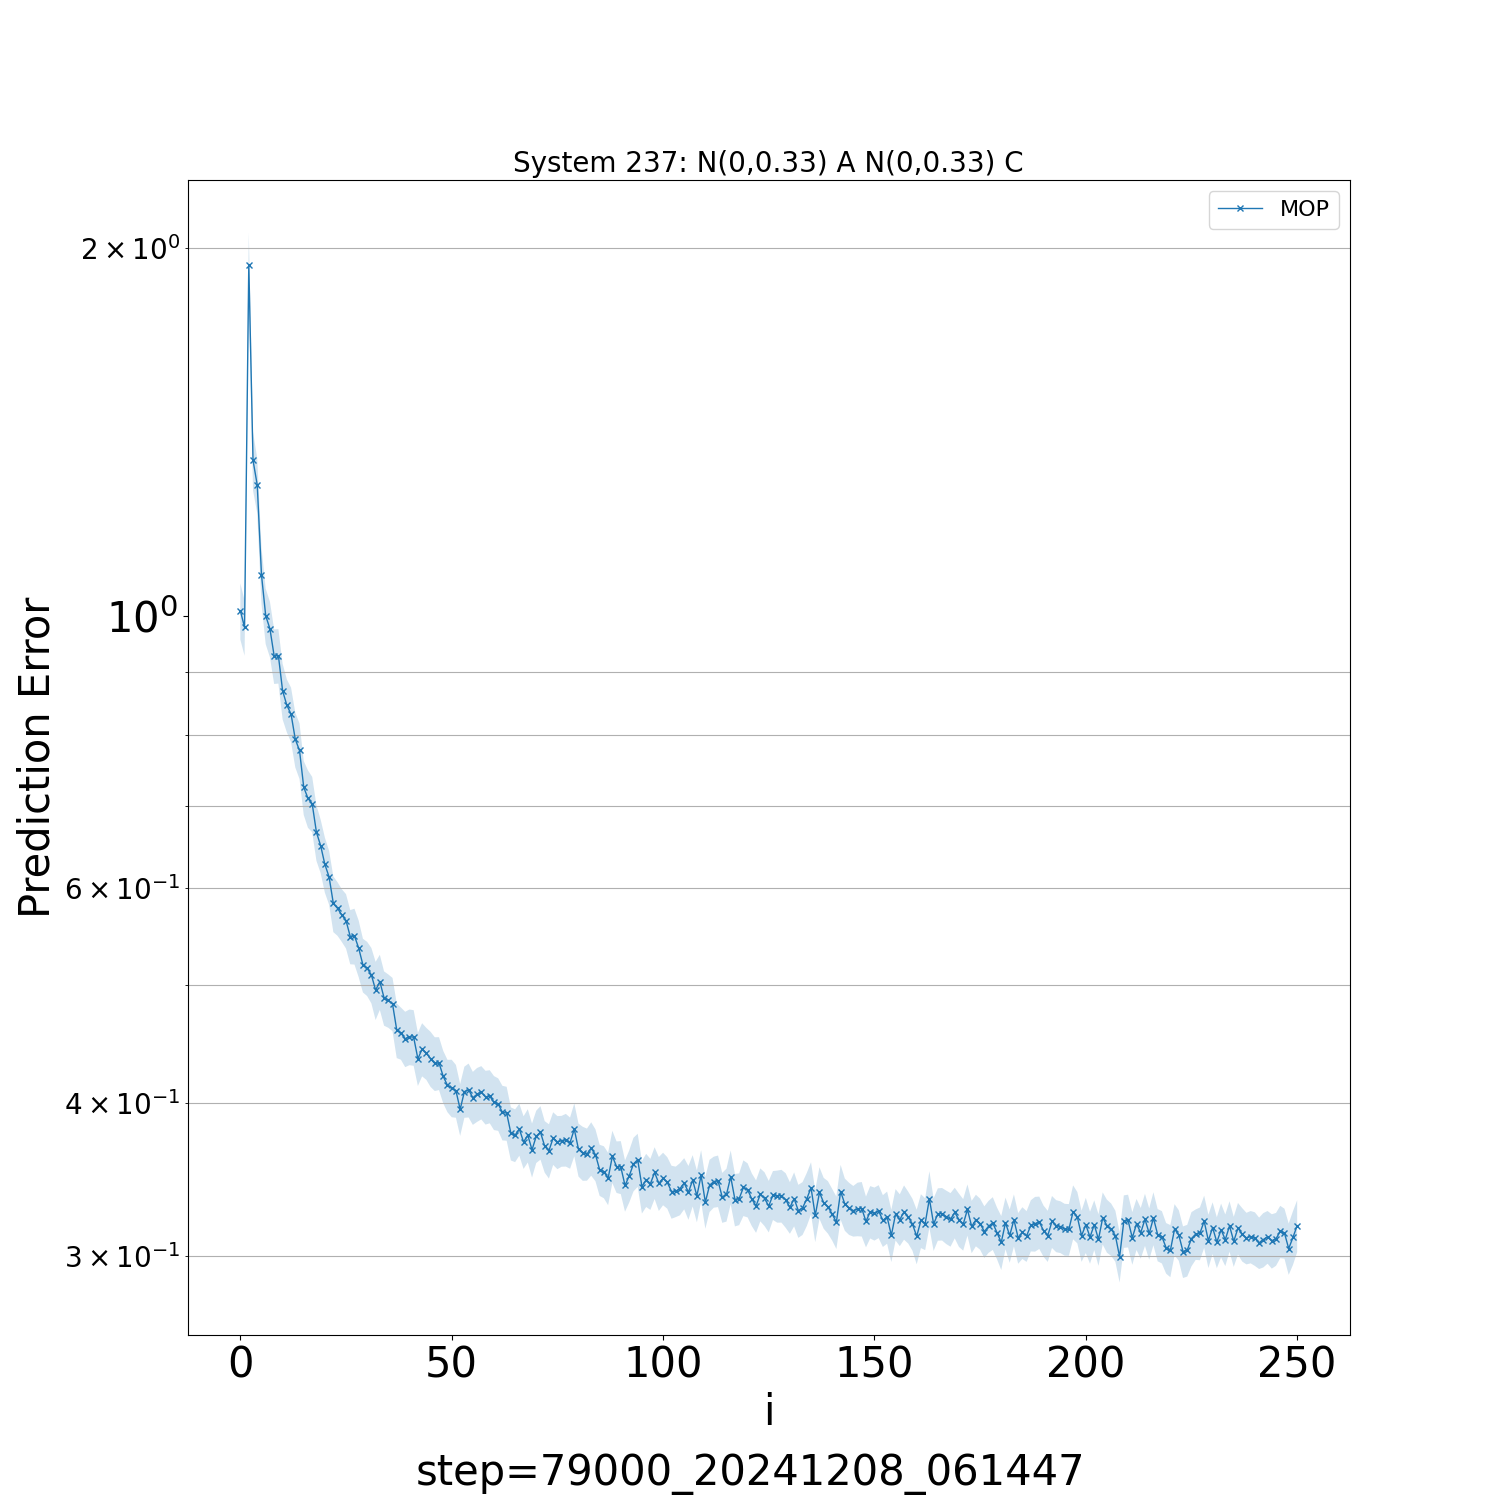 System 237: N(0,0.33) A N(0,0.33) C
MOP
2 × 10⁰
10⁰
6 × 10⁻¹
4 × 10⁻¹
3 × 10⁻¹
Prediction Error
0 50 100 150 200 250
i
step=79000_20241208_061447